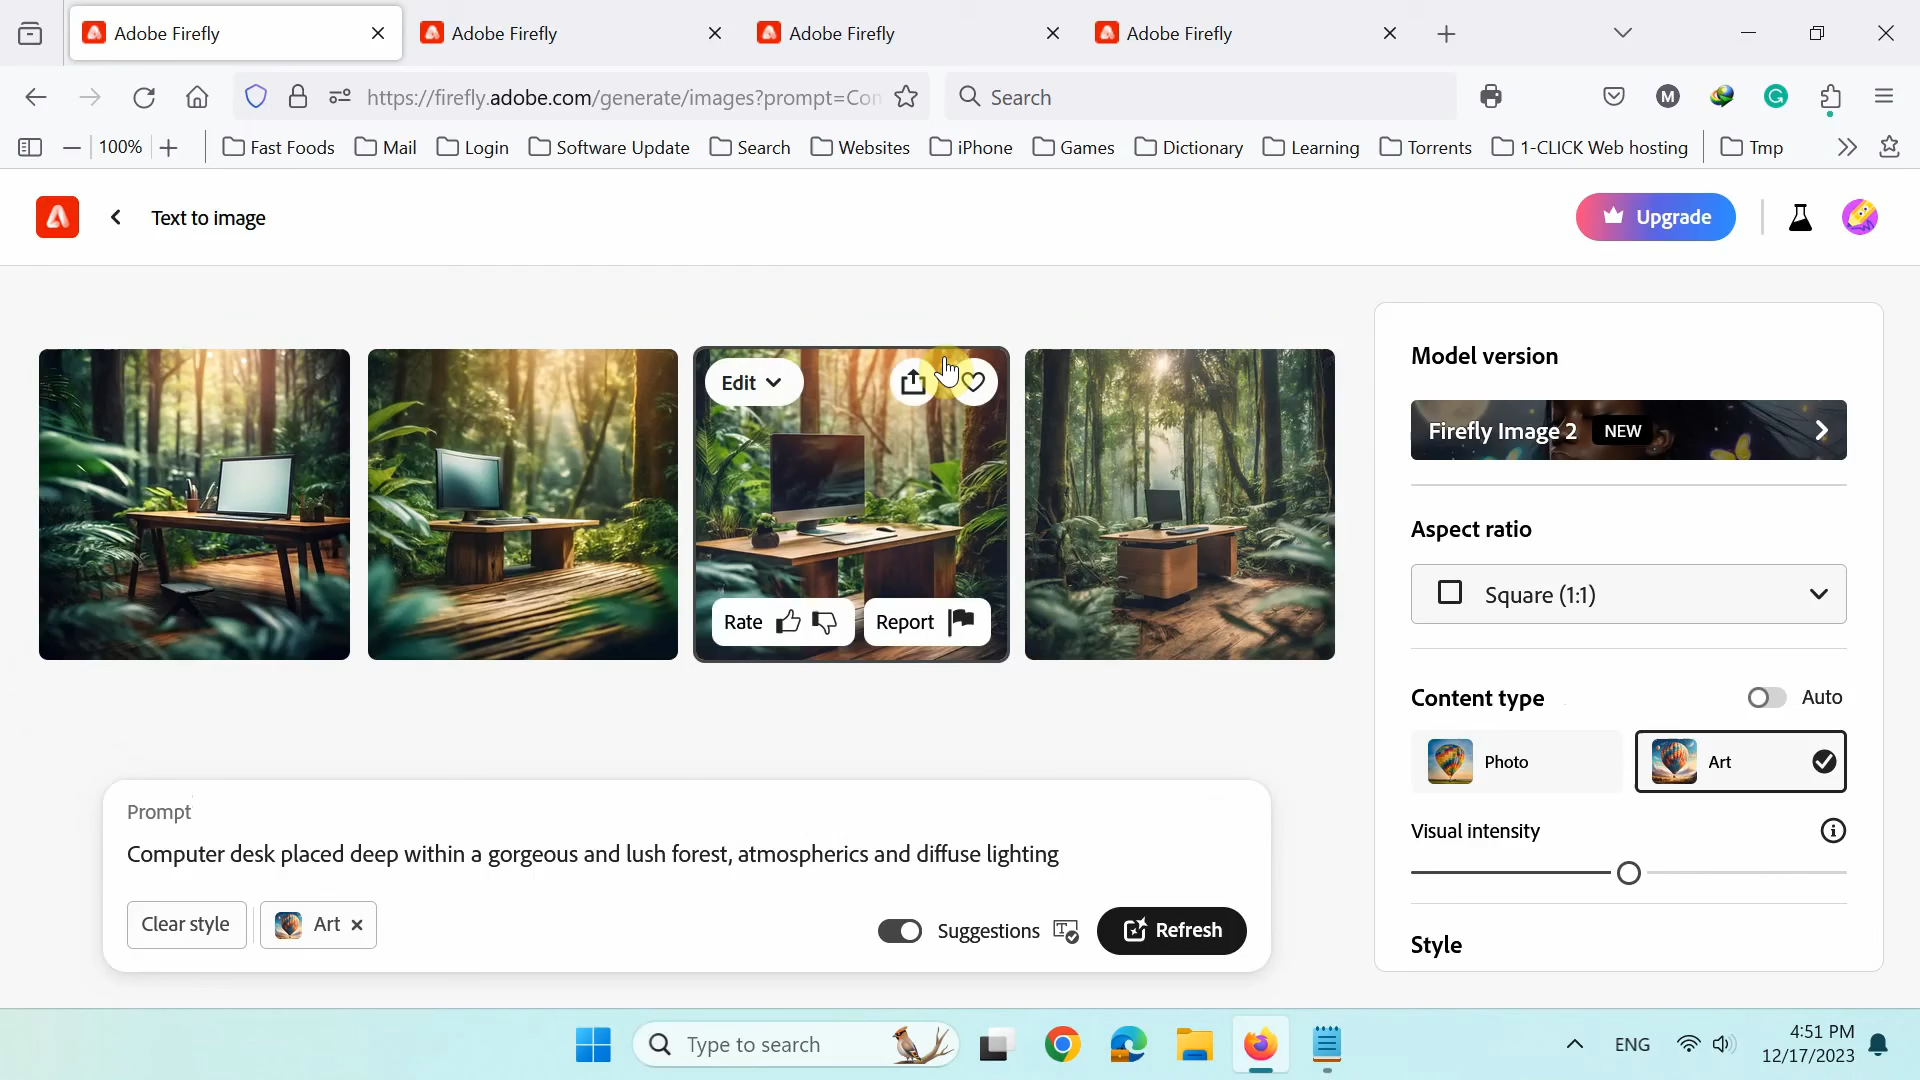 Adobe Firefly
Adobe Firefly
Adobe Firefly
Adobe Firefly
https://firefly.adobe.com/generate/images?prompt=Con
Search
M
G
100%
Fast Foods
Mail
Login
Software Update
Search
Websites
iPhone
Games
Dictionary
Learning
Torrents
1-CLICK Web hosting
Tmp
Text to image
Upgrade
Edit
Rate
Report
Model version
Firefly Image 2 NEW
Aspect ratio
Square (1:1)
Content type
Auto
Photo
Art
Visual intensity
Style
Prompt
Computer desk placed deep within a gorgeous and lush forest, atmospherics and diffuse lighting
Clear style
Art
Suggestions
Refresh
Type to search
ENG
4:51 PM
12/17/2023